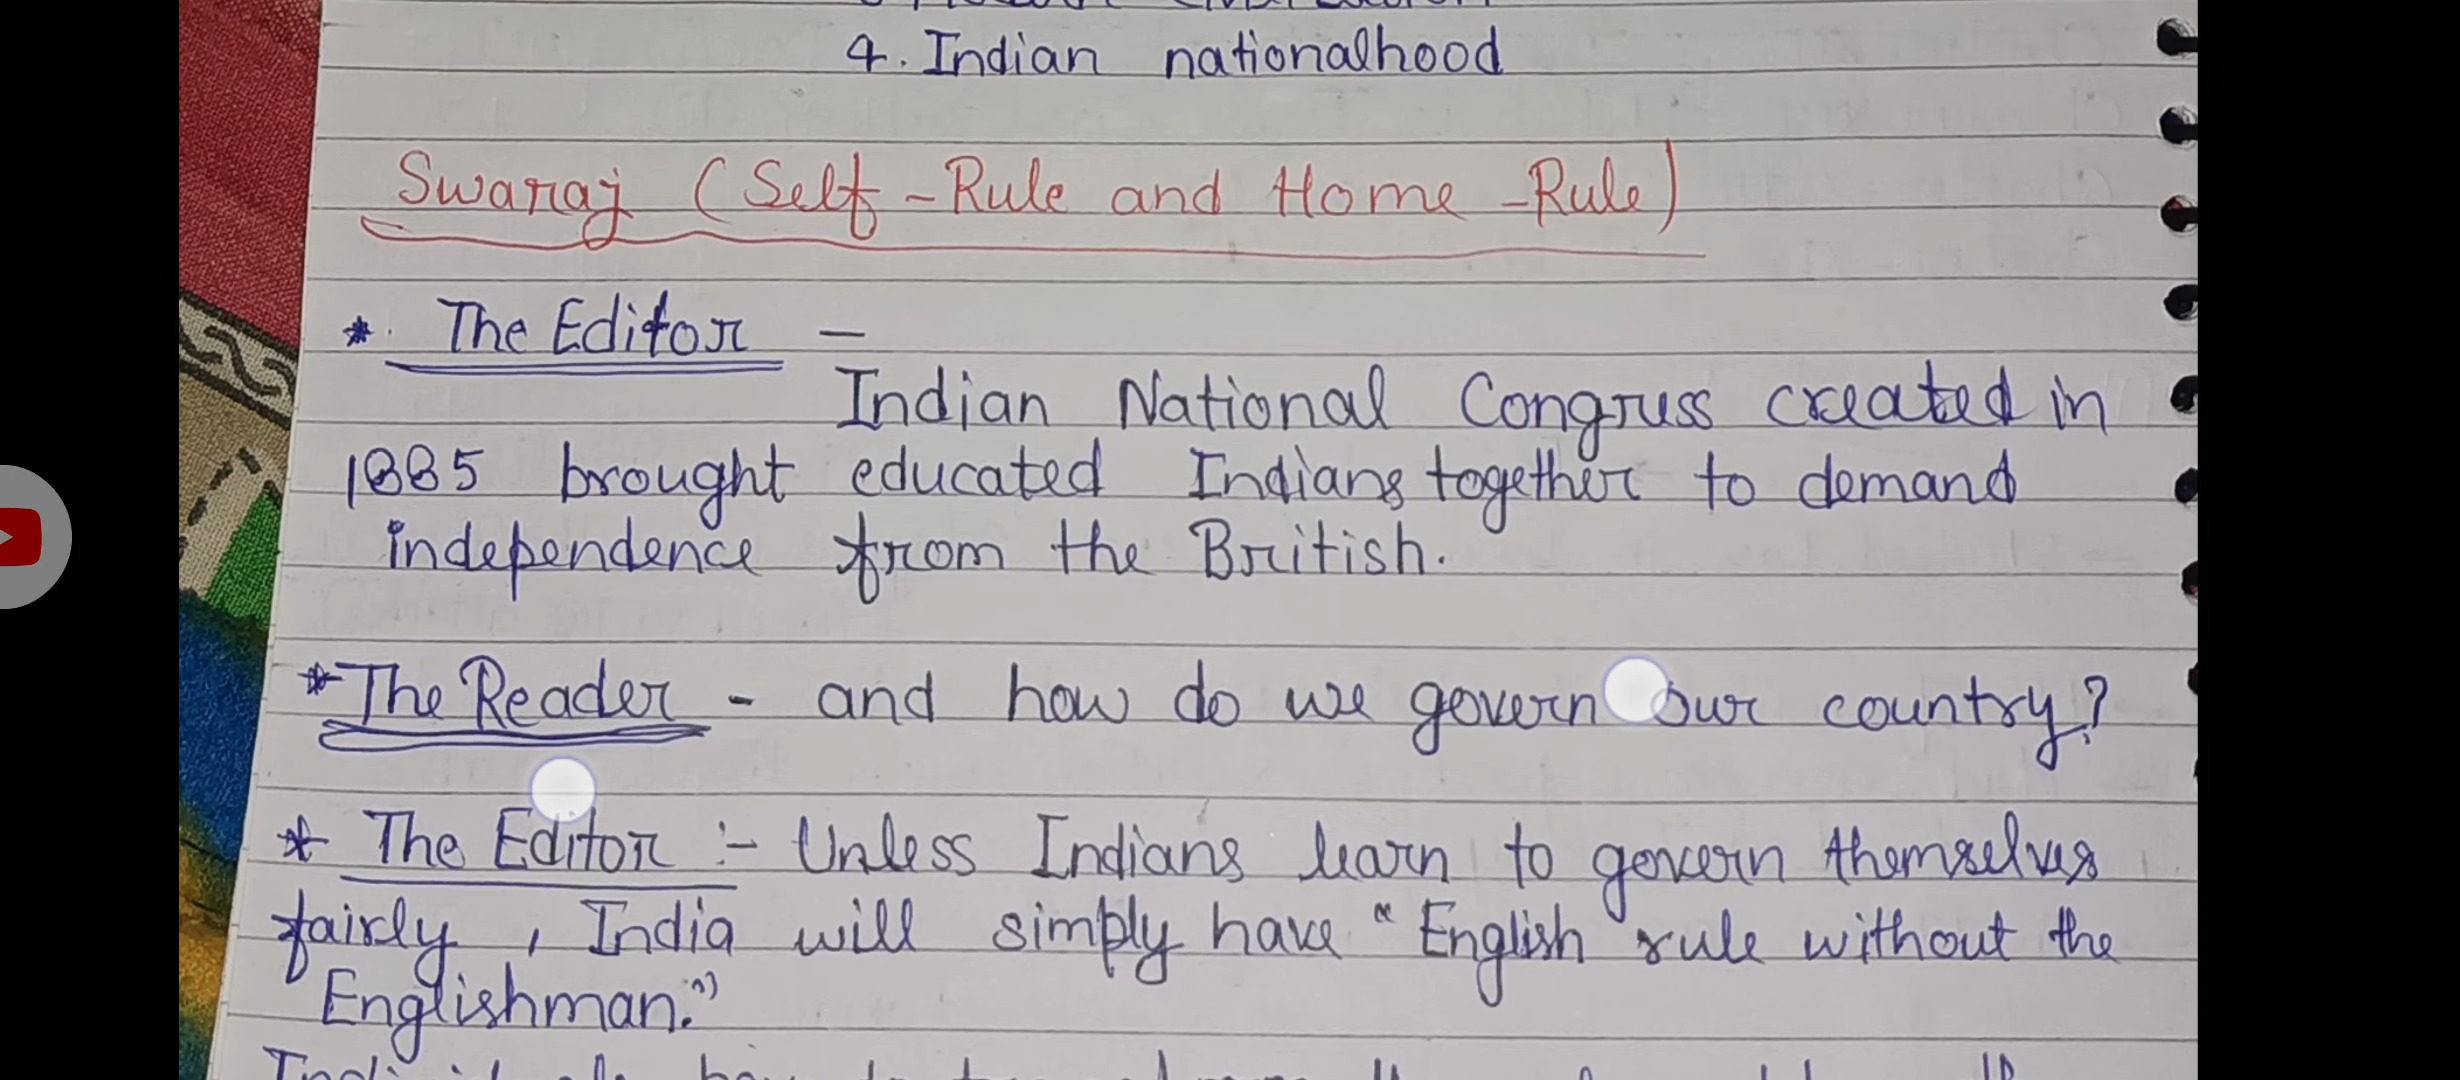 4. Indian nationalhood
Swaraj (Self-Rule and Home-Rule)
* The Editor -
Indian National Congress created in
1885 brought educated Indians together to demand
independence from the British.
* The Reader - and how do we govern our country?
* The Editor :- Unless Indians learn to govern themselves
fairly, India will simply have "English rule without the
Englishman."